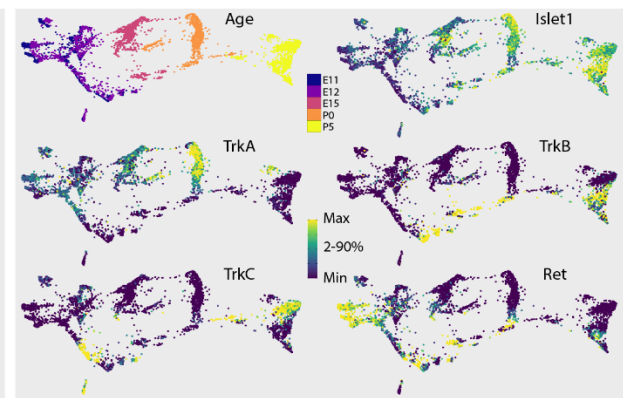 Age
Islet1
E11
E12
E15
P0
P5
TrkA
TrkB
Max
2-90%
Min
TrkC
Ret